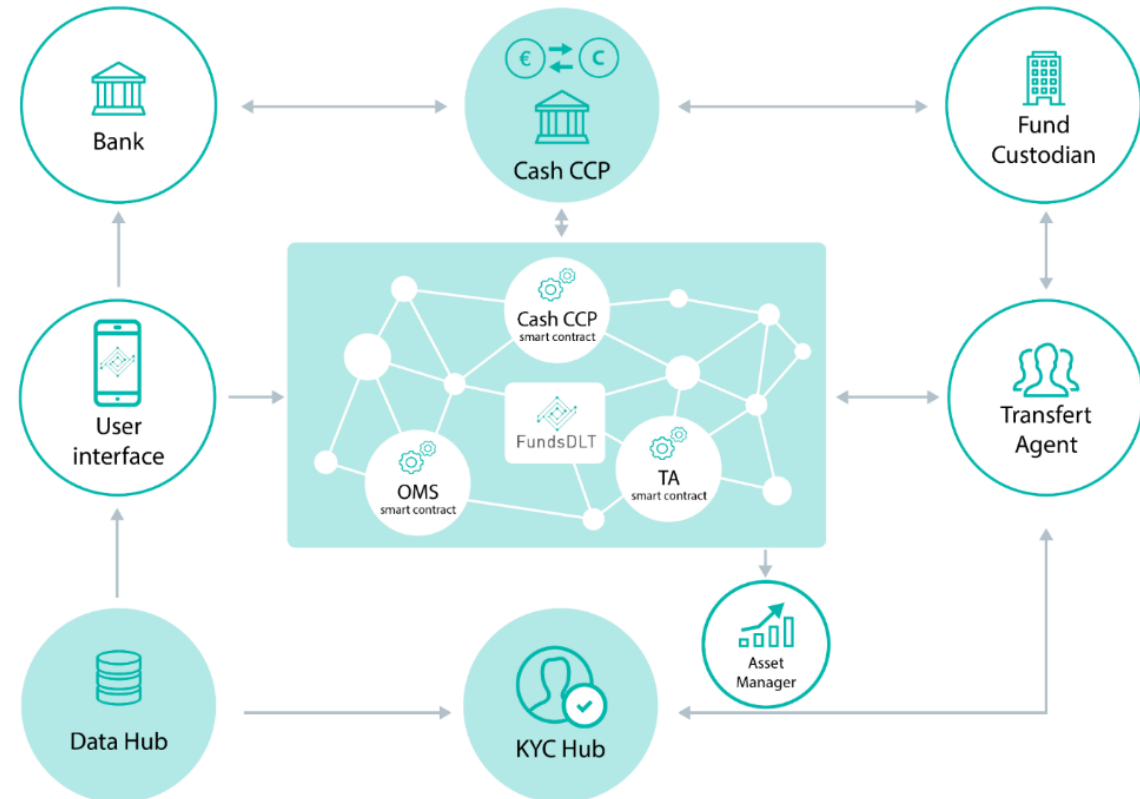 €
C
Bank
Cash CCP
Fund
Custodian
Cash CCP
smart contract
User
interface
FundsDLT
OMS
smart contract
TA
smart contract
Transfert
Agent
Asset
Manager
Data Hub
KYC Hub